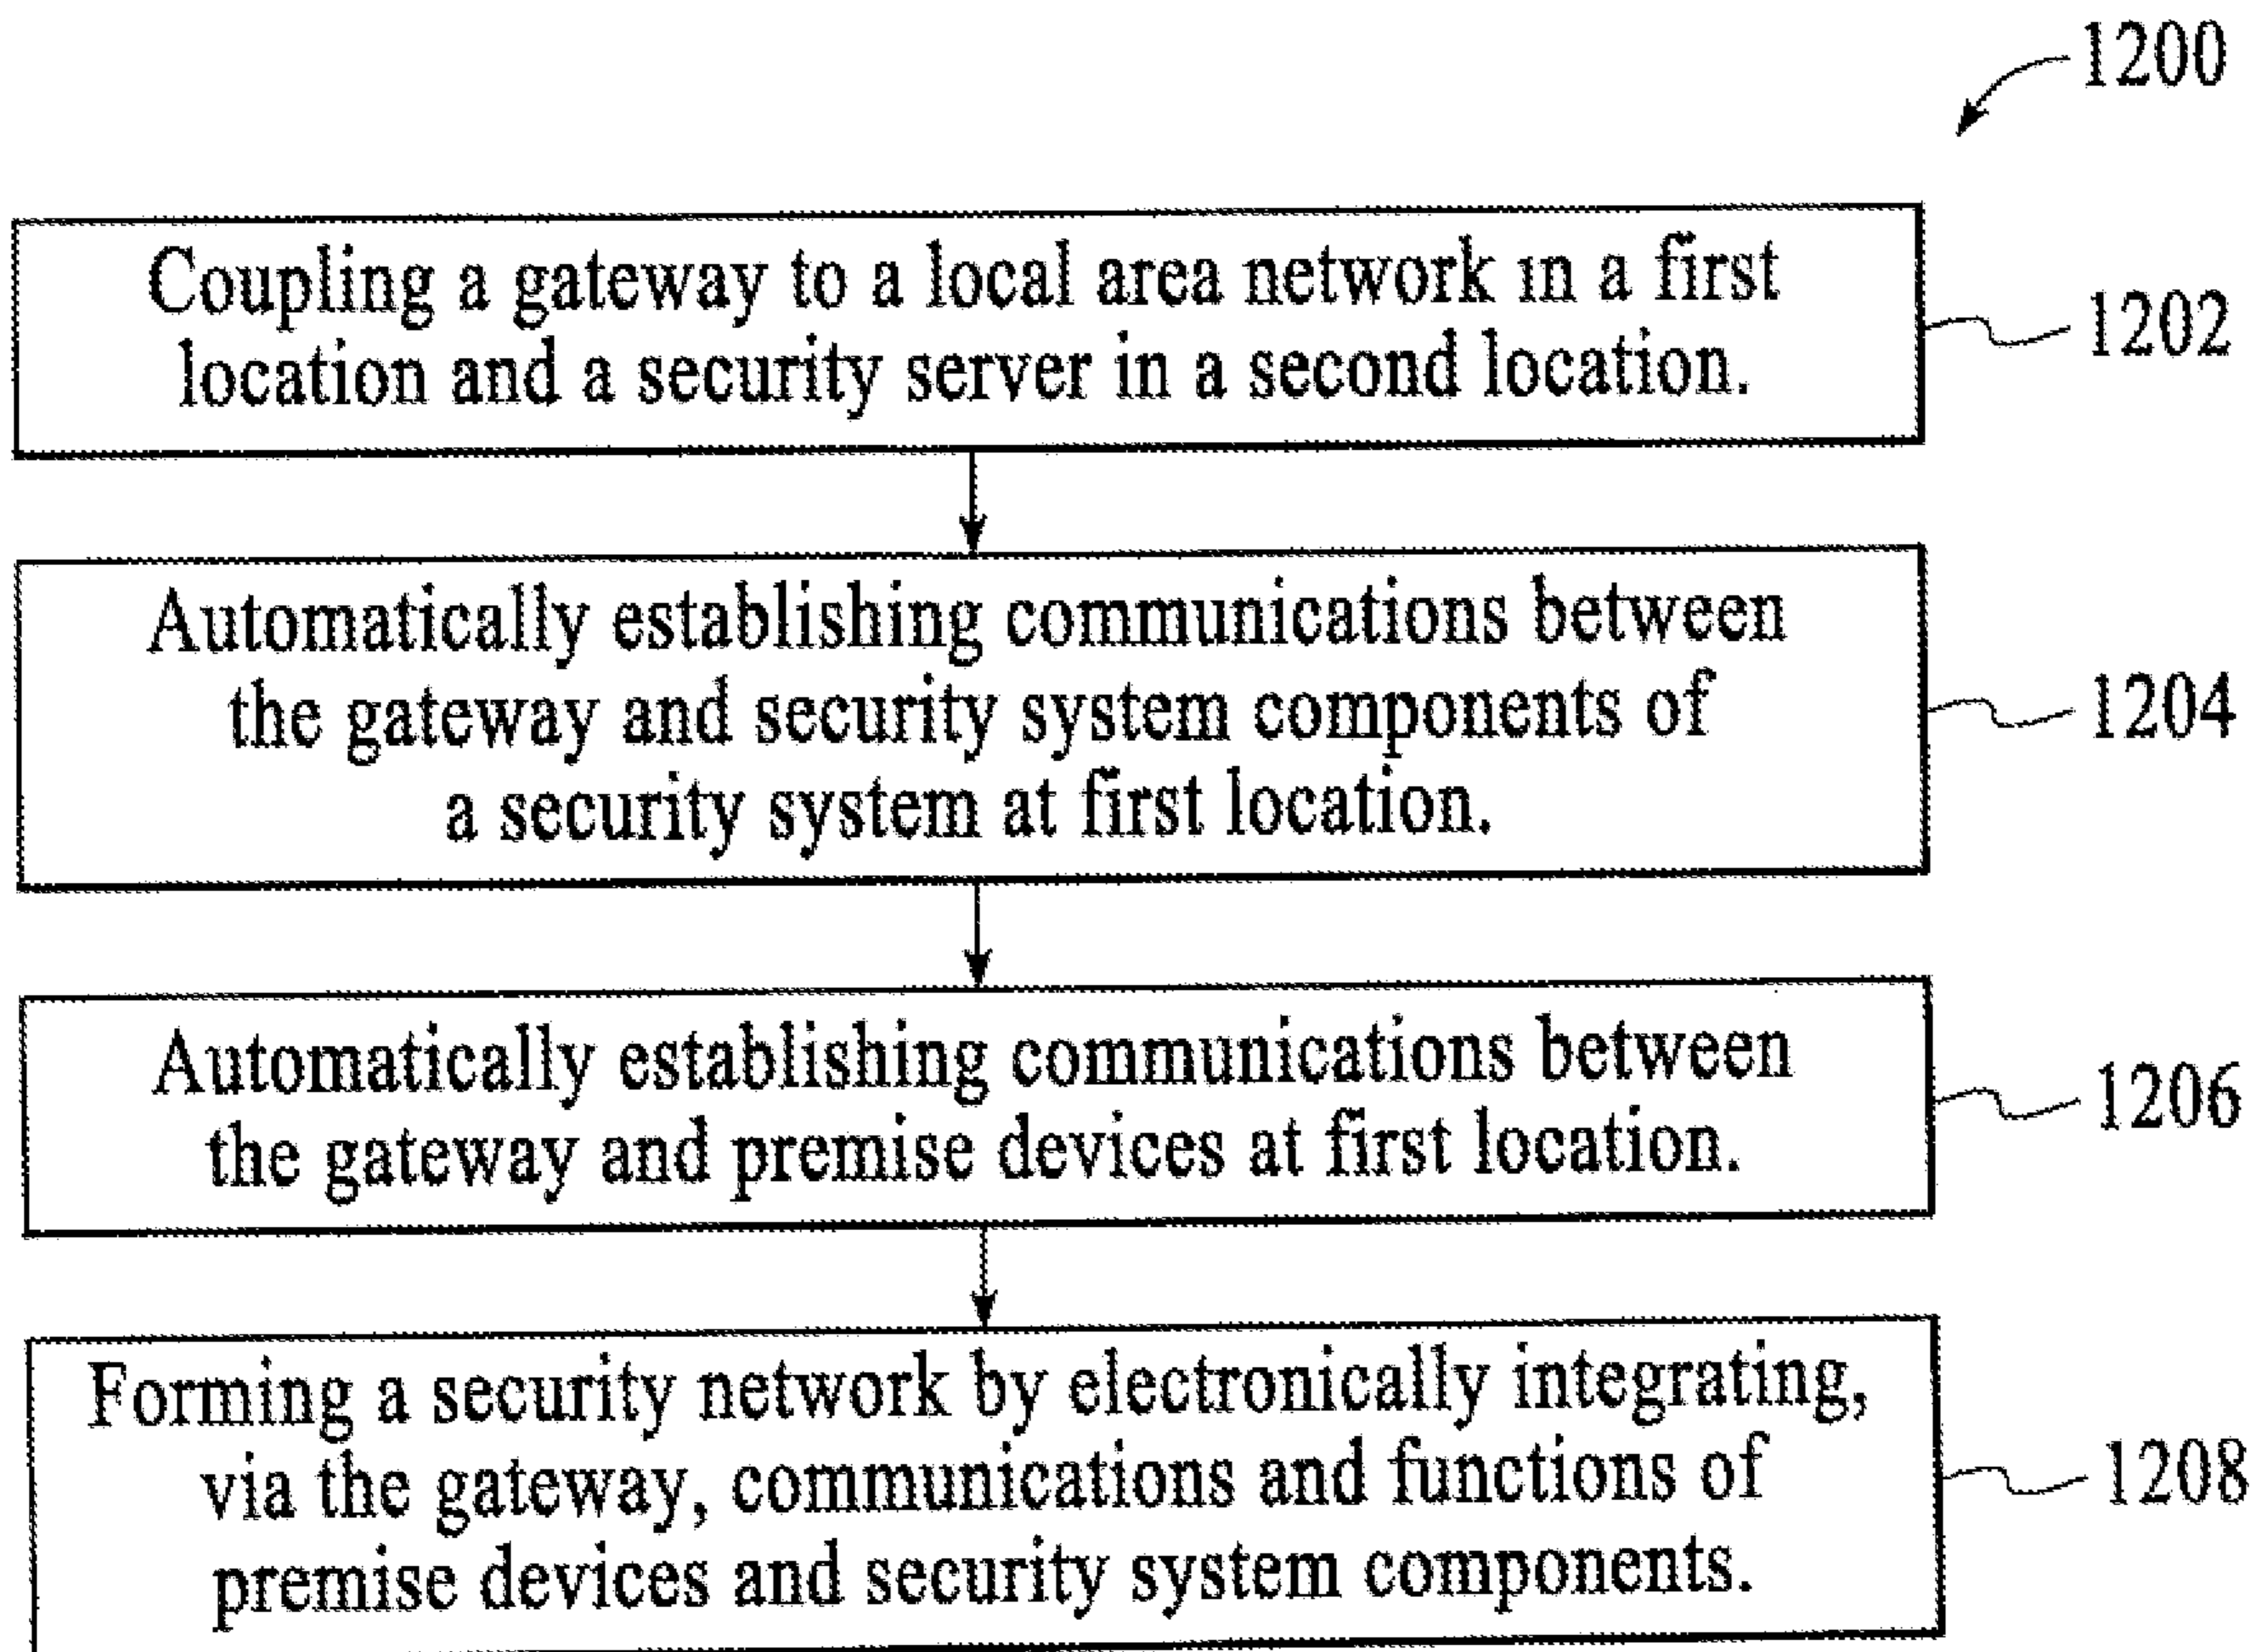 1200
Coupling a gateway to a local area network in a first
location and a security server in a second location.
1202
Automatically establishing communications between
the gateway and security system components of
a security system at first location.
1204
Automatically establishing communications between
the gateway and premise devices at first location.
1206
Forming a security network by electronically integrating,
via the gateway, communications and functions of
premise devices and security system components.
1208